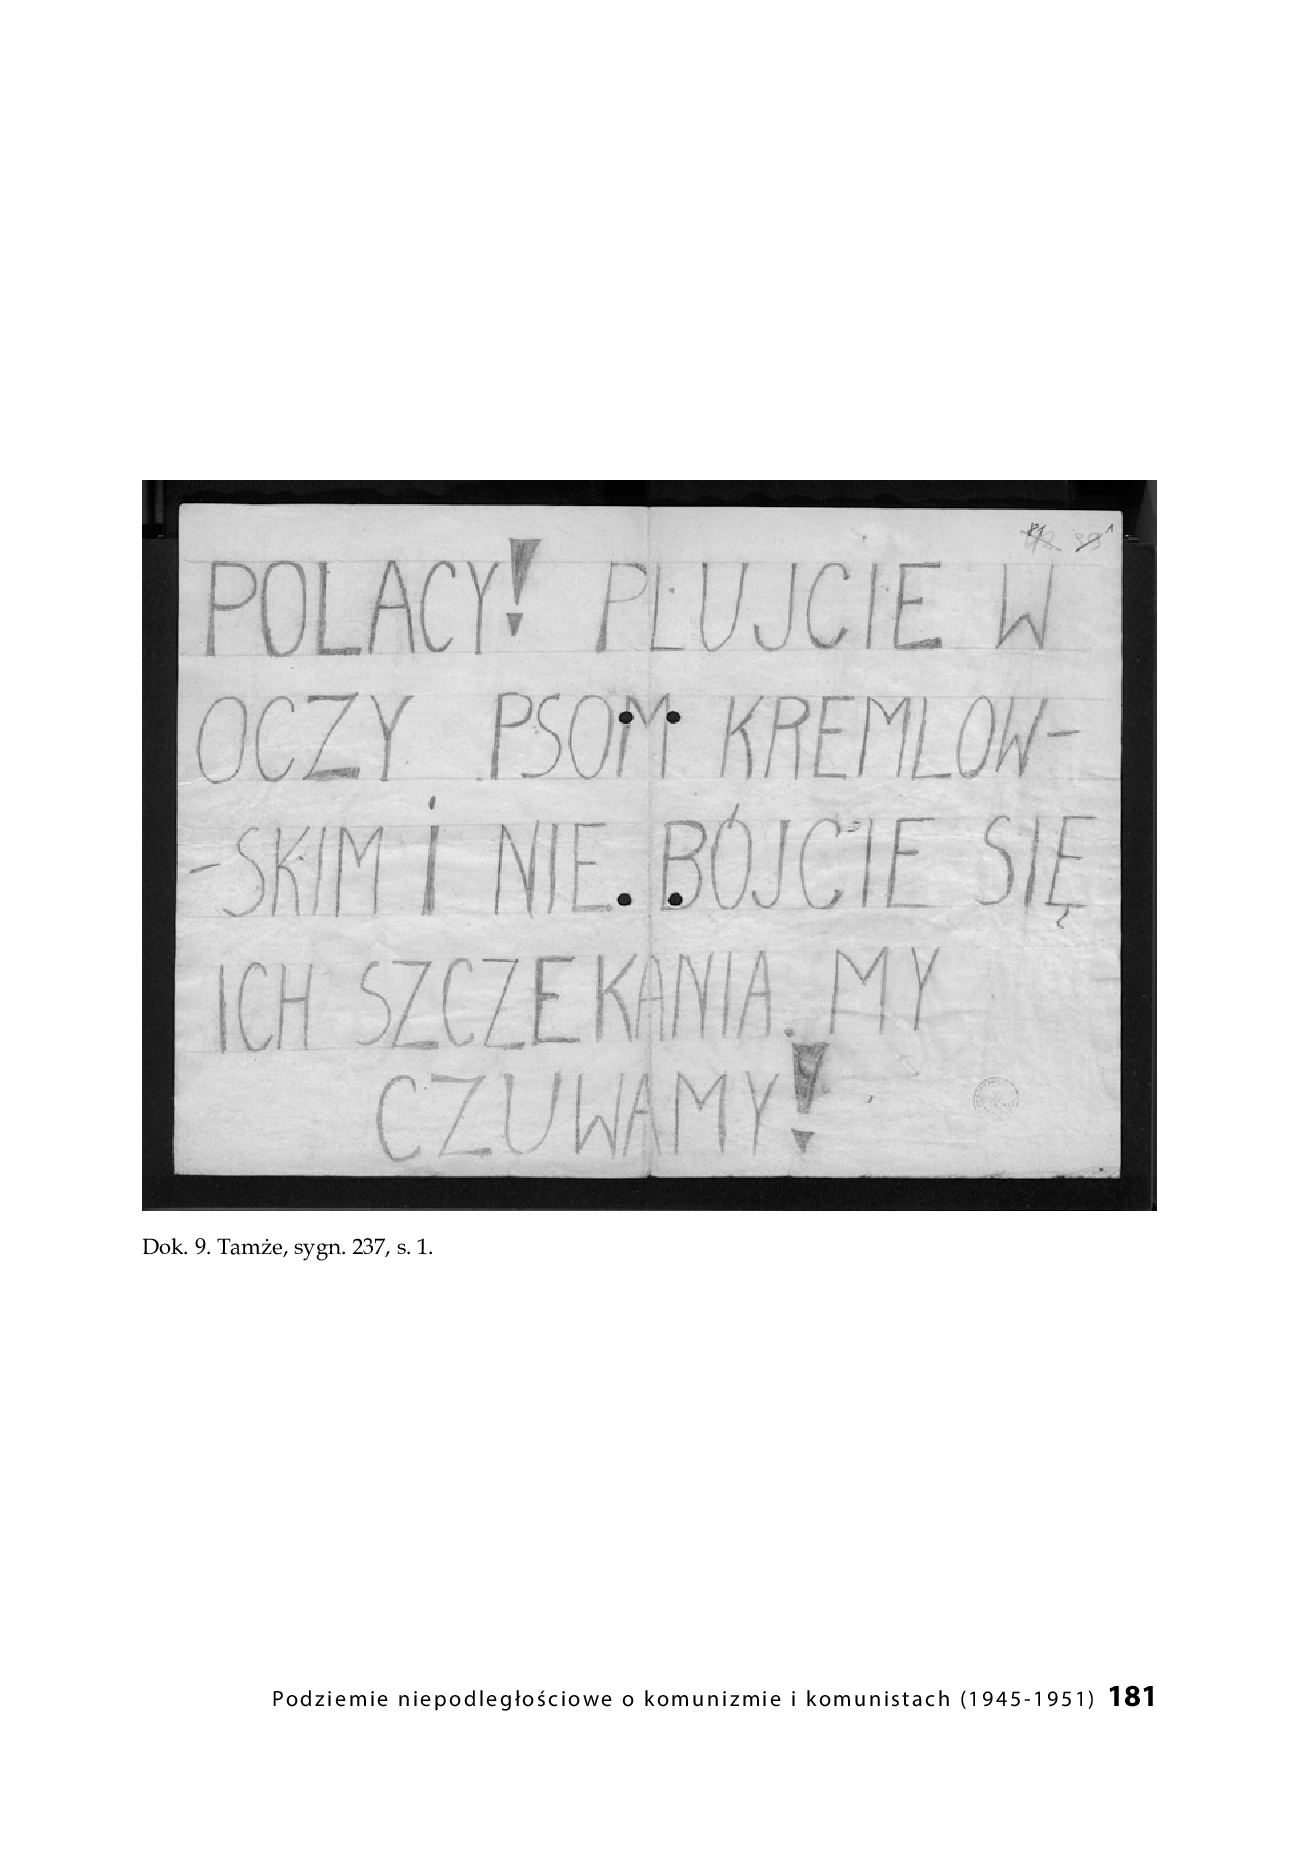 POLACY! PLUJCIE W
OCZY PSOM KREMLOW-
-SKIM i NIE BÓJCIE SIĘ
ICH SZCZEKANIA. MY
CZUWAMY!
Dok. 9. Tamże, sygn. 237, s. 1.
Podziemie niepodległościowe o komunizmie i komunistach (1945-1951) 181